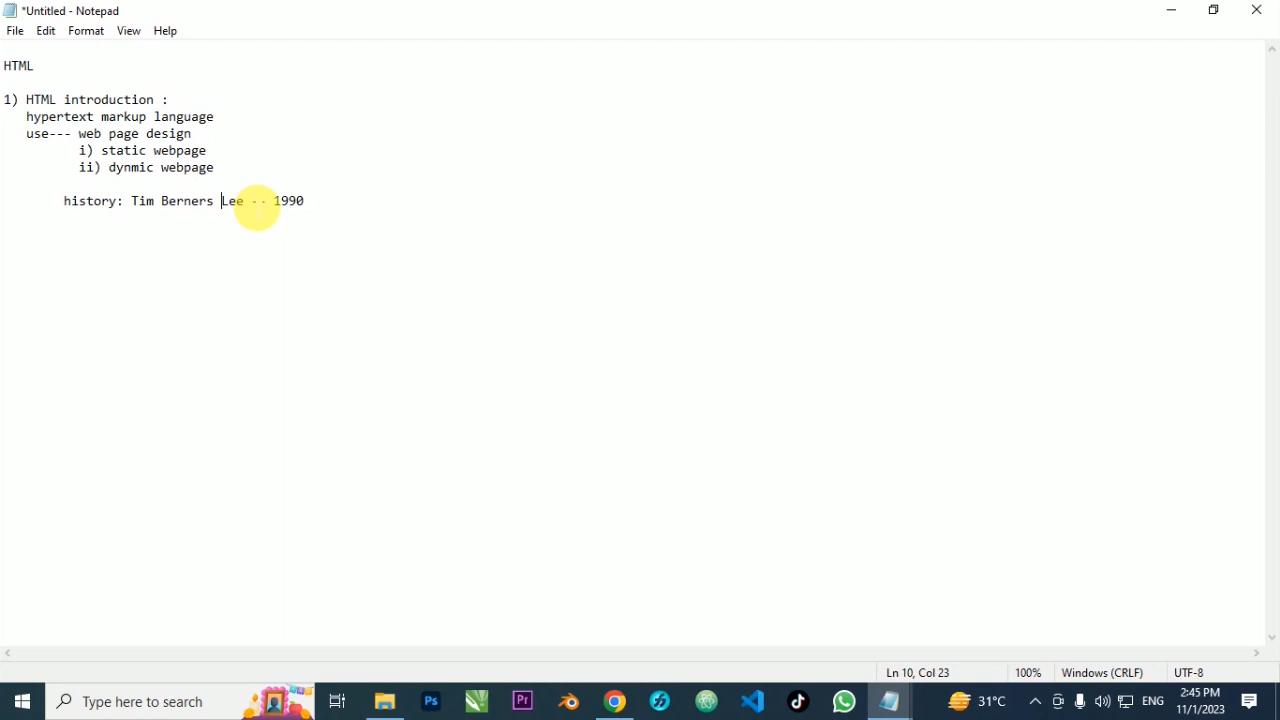 *Untitled - Notepad
File Edit Format View Help
HTML
1) HTML introduction :
hypertext markup language
use--- web page design
i) static webpage
ii) dynmic webpage
history: Tim Berners Lee -- 1990
Ln 10, Col 23 100% Windows (CRLF) UTF-8
Type here to search Ps Pr 31°C ENG 2:45 PM
11/1/2023